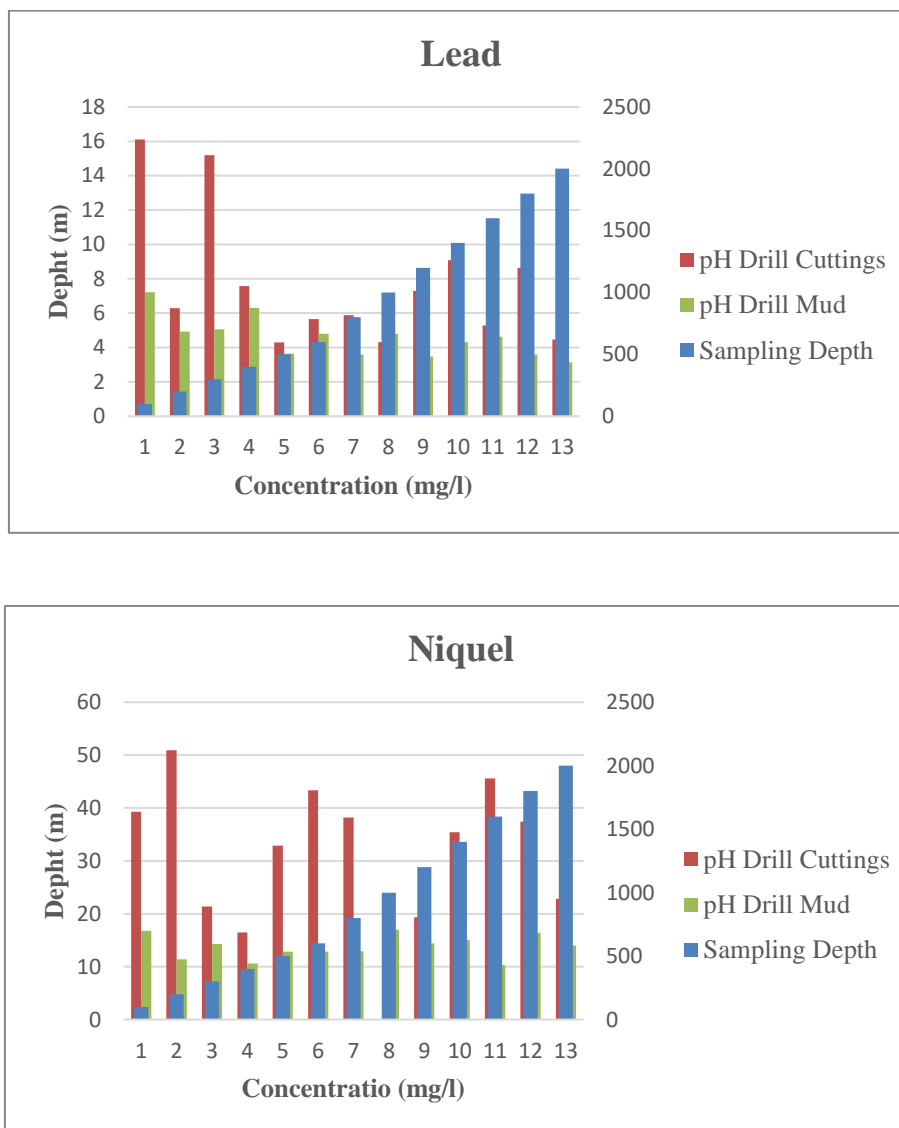 Lead
18
16
14
12
10
8
6
4
2
0
Depht (m)
2500
2000
1500
1000
500
0
1 2 3 4 5 6 7 8 9 10 11 12 13
Concentration (mg/l)
pH Drill Cuttings
pH Drill Mud
Sampling Depth
Niquel
60
50
40
30
20
10
0
Depht (m)
2500
2000
1500
1000
500
0
1 2 3 4 5 6 7 8 9 10 11 12 13
Concentratio (mg/l)
pH Drill Cuttings
pH Drill Mud
Sampling Depth